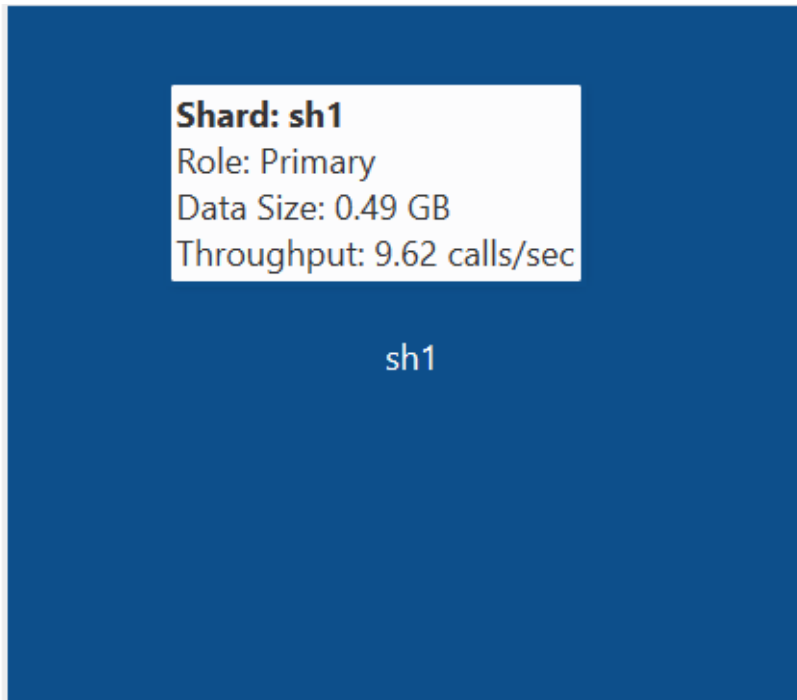 Shard: sh1
Role: Primary
Data Size: 0.49 GB
Throughput: 9.62 calls/sec
sh1